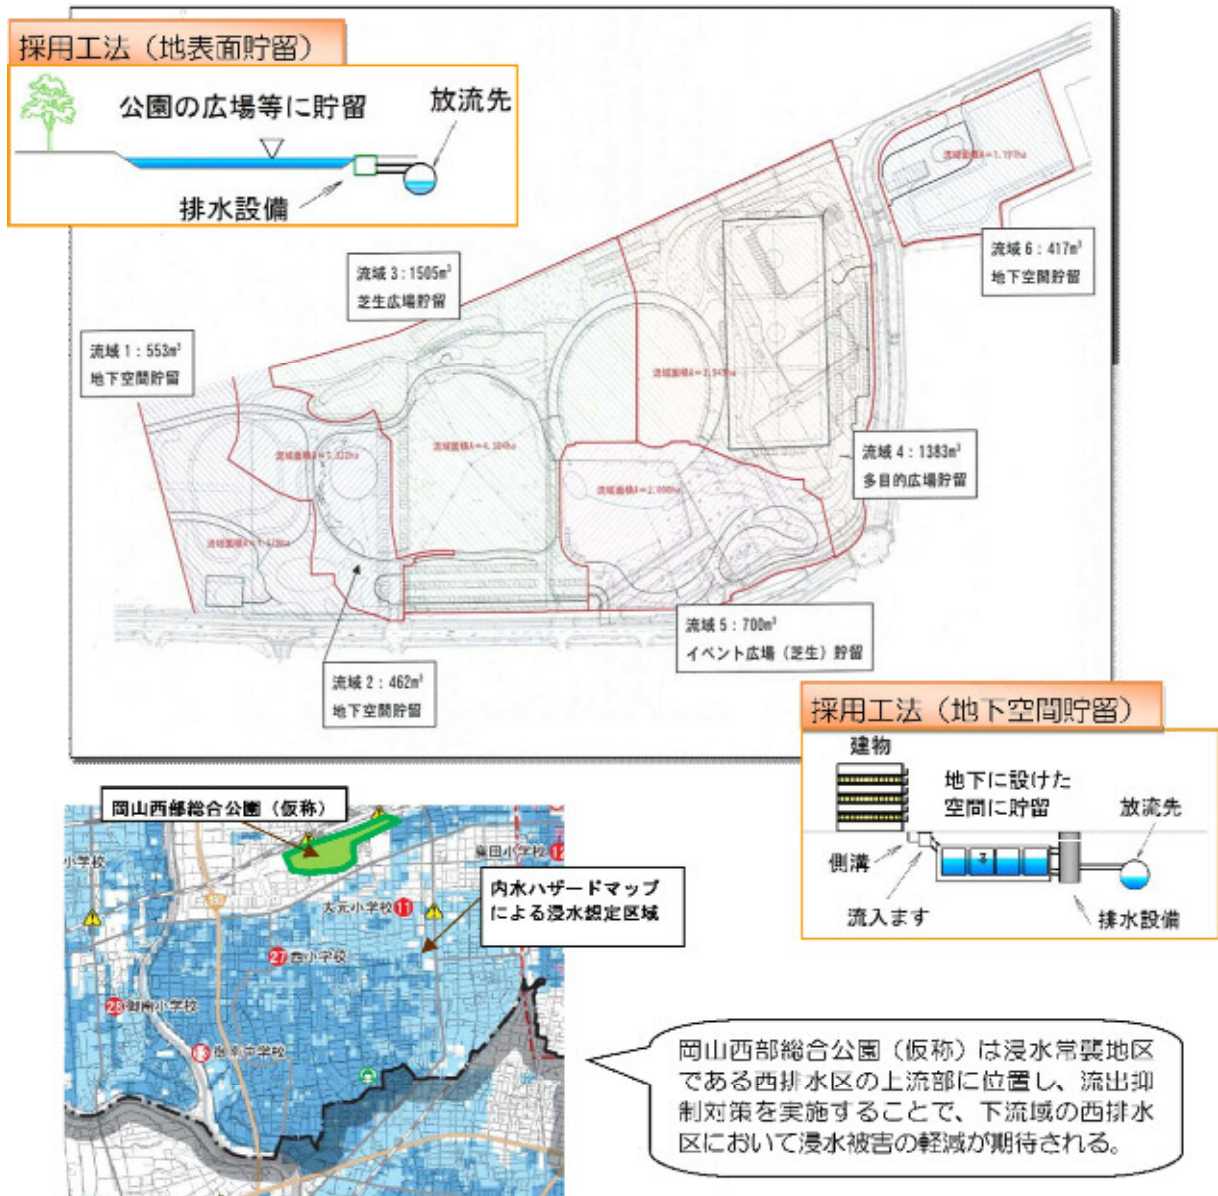 採用工法（地表面貯留）
公園の広場等に貯留
放流先
排水設備
流域 3：1505m³
芝生広場貯留
流域 1：553m³
地下空間貯留
流域 6：417m³
地下空間貯留
流域 4：1383m³
多目的広場貯留
流域 5：700m³
イベント広場（芝生）貯留
流域 2：462m³
地下空間貯留
採用工法（地下空間貯留）
建物
地下に設けた
空間に貯留
放流先
側溝
流入ます
排水設備
岡山西部総合公園（仮称）
内水ハザードマップ
による浸水想定区域
小学校
大元小学校 11
27 西小学校
28 御南小学校
御南中学校
180
12
岡山西部総合公園（仮称）は浸水常襲地区
である西排水区の上流部に位置し、流出抑
制対策を実施することで、下流域の西排水
区において浸水被害の軽減が期待される。